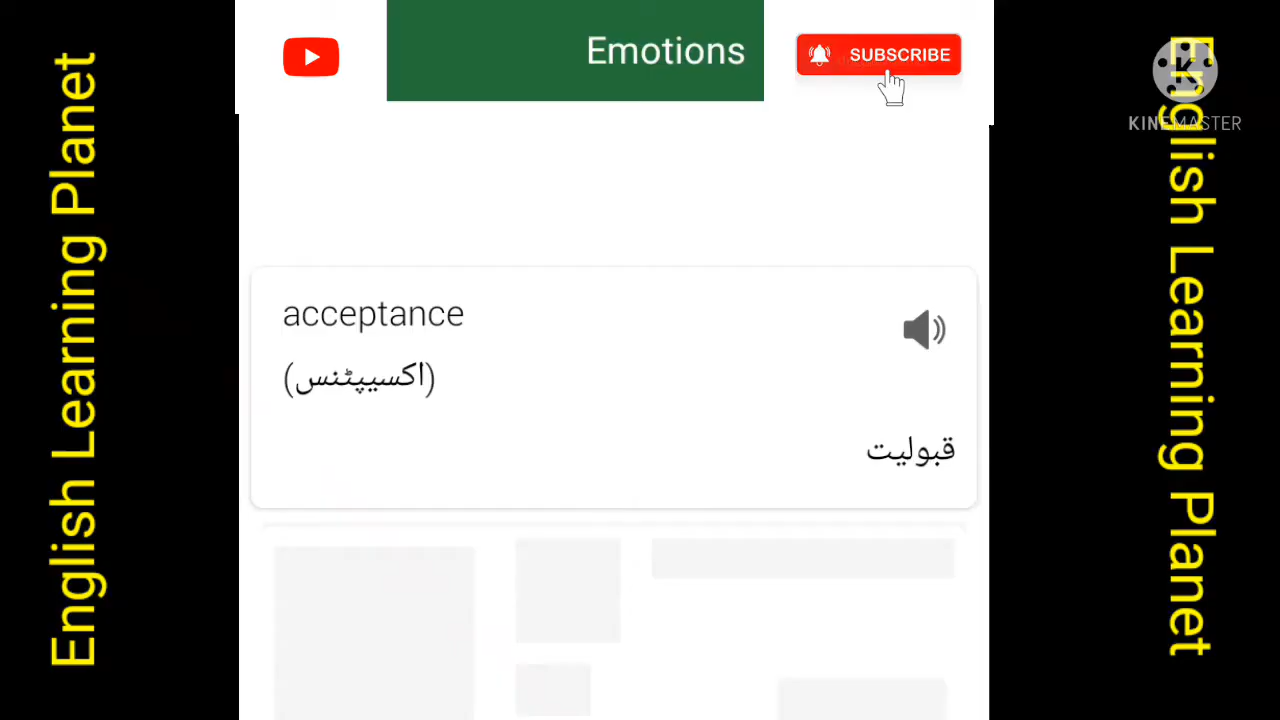 Emotions
SUBSCRIBE
KINEMASTER
English Learning Planet
English Learning Planet
acceptance
(اکسیپٹنس)
قبولیت